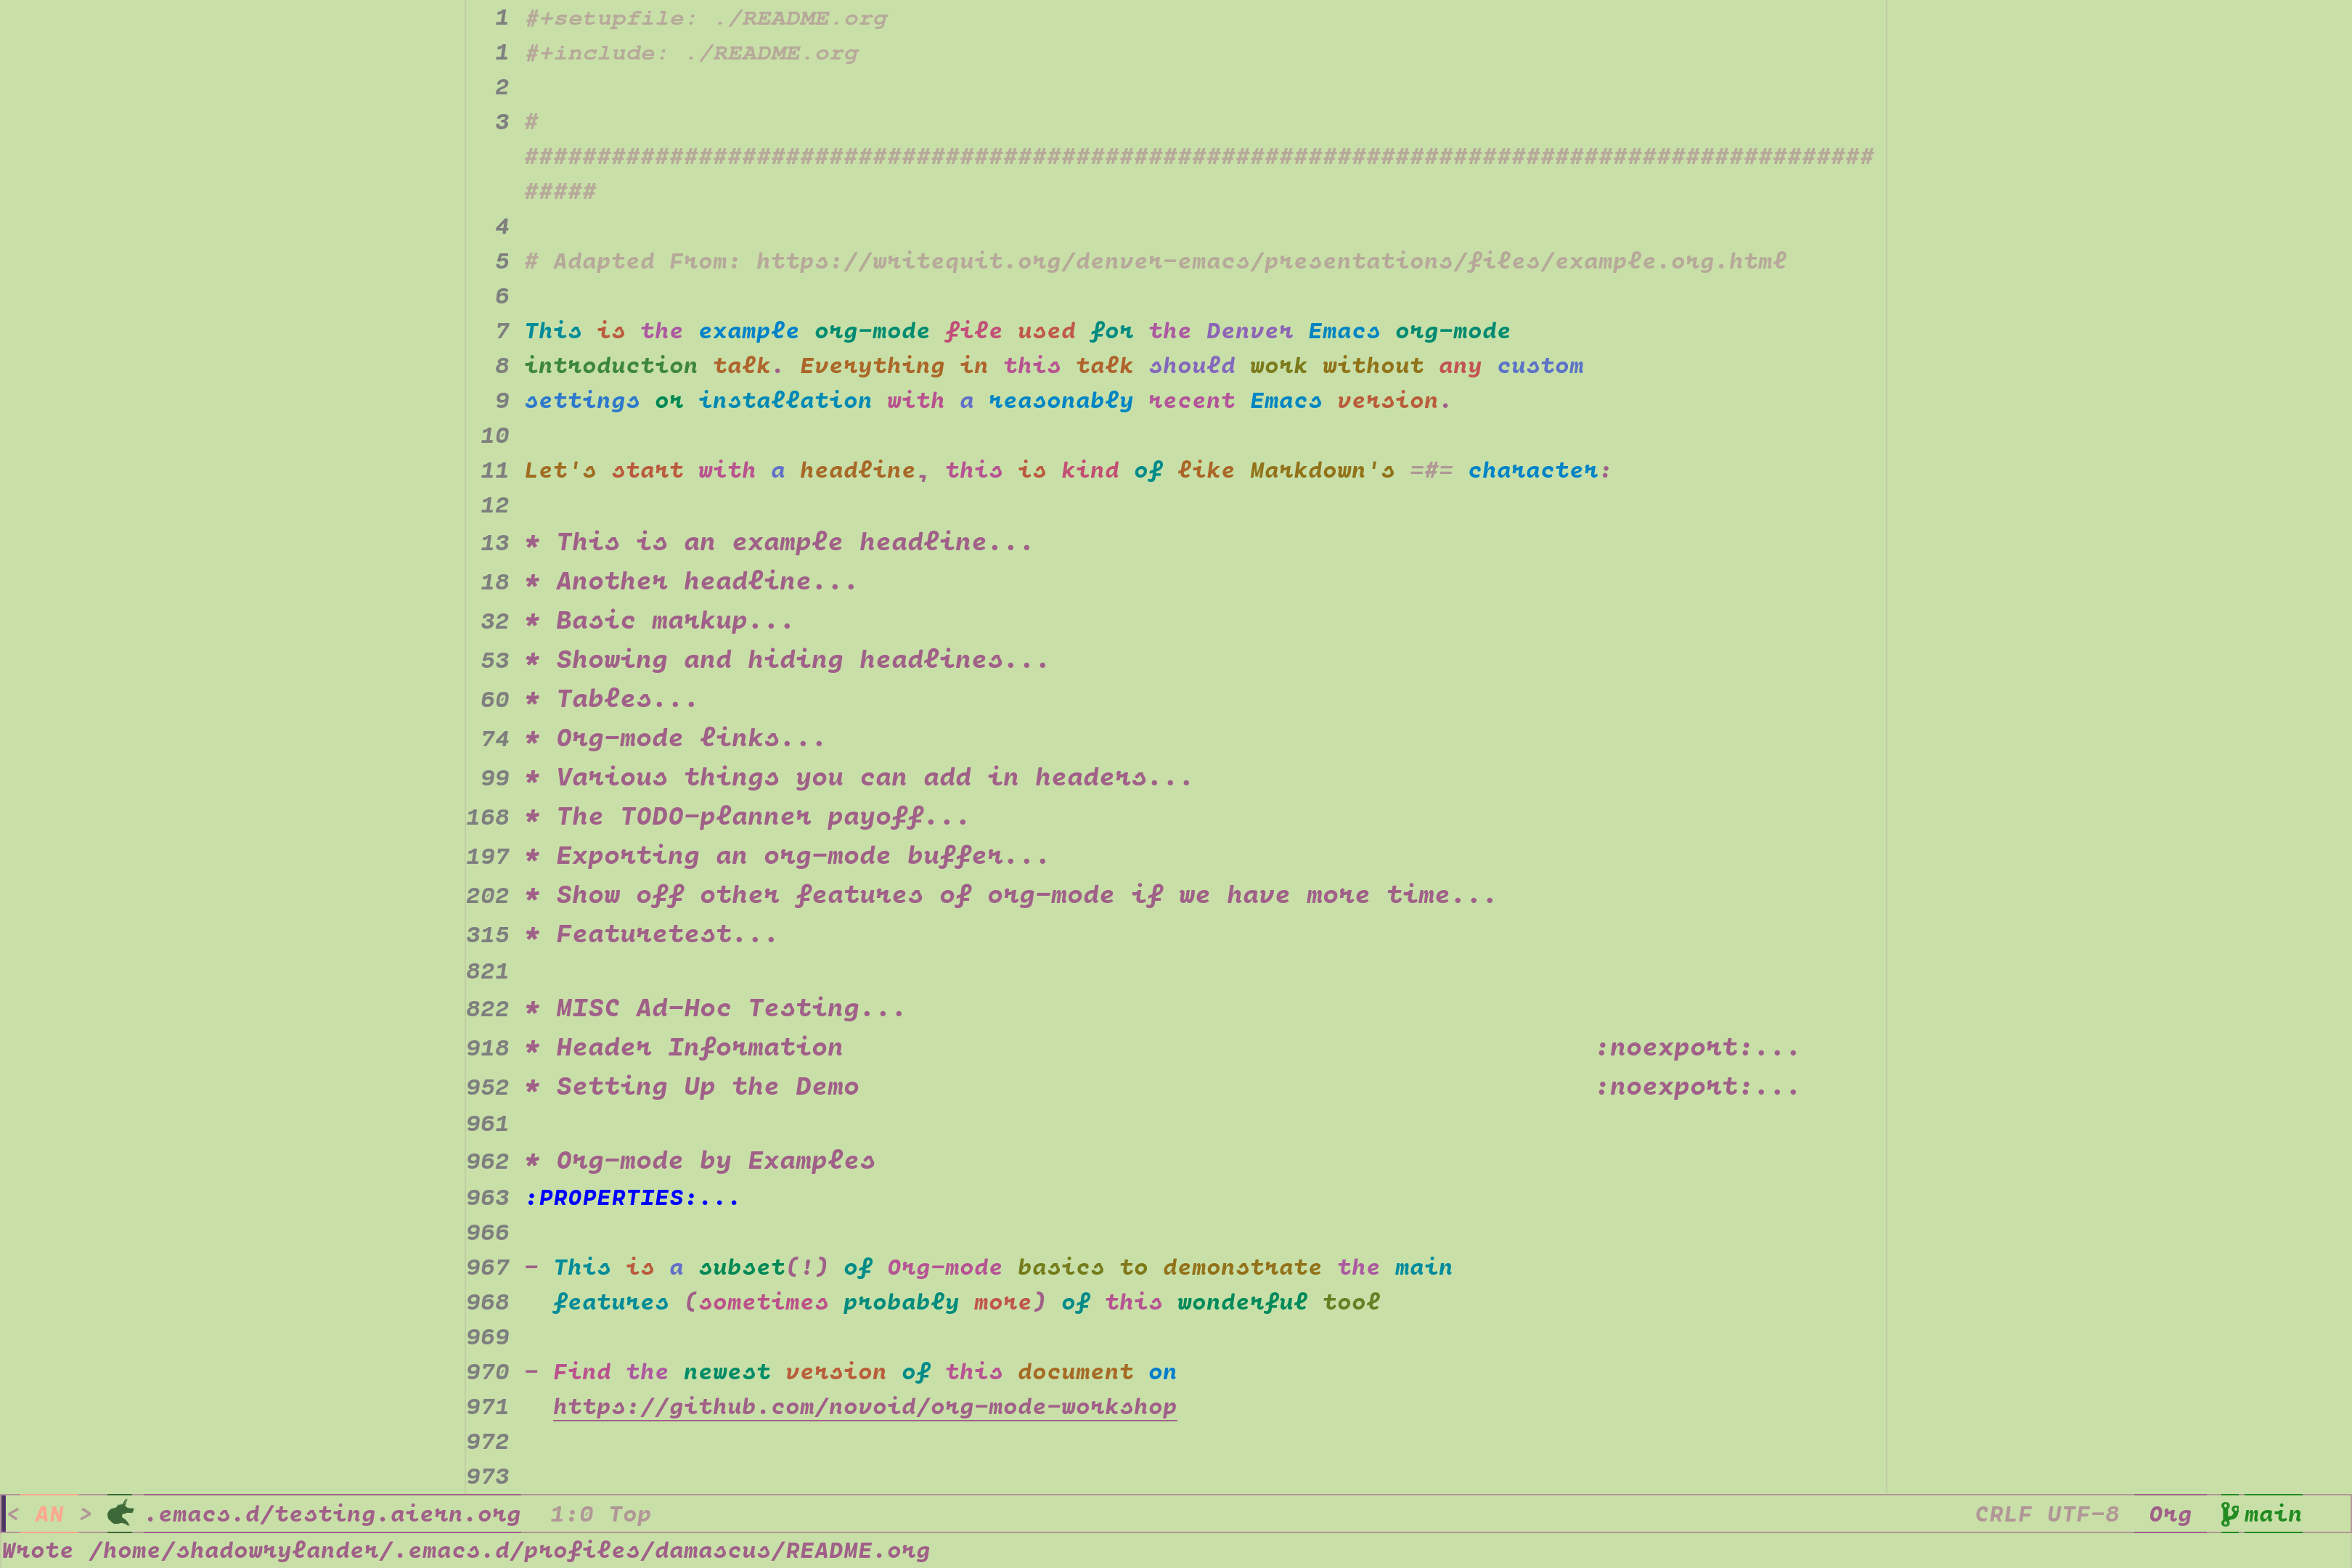 1 #+setupfile: ./README.org
1 #+include: ./README.org
2
3 #
#############################################################################################
#####
4
5 # Adapted From: https://writequit.org/denver-emacs/presentations/files/example.org.html
6
7 This is the example org-mode file used for the Denver Emacs org-mode
8 introduction talk. Everything in this talk should work without any custom
9 settings or installation with a reasonably recent Emacs version.
10
11 Let's start with a headline, this is kind of like Markdown's =#= character:
12
13 * This is an example headline...
18 * Another headline...
32 * Basic markup...
53 * Showing and hiding headlines...
60 * Tables...
74 * Org-mode links...
99 * Various things you can add in headers...
168 * The TODO-planner payoff...
197 * Exporting an org-mode buffer...
202 * Show off other features of org-mode if we have more time...
315 * Featuretest...
821
822 * MISC Ad-Hoc Testing...
918 * Header Information :noexport:...
952 * Setting Up the Demo :noexport:...
961
962 * Org-mode by Examples
963 :PROPERTIES:...
966
967 - This is a subset(!) of Org-mode basics to demonstrate the main
968 features (sometimes probably more) of this wonderful tool
969
970 - Find the newest version of this document on
971 https://github.com/novoid/org-mode-workshop
972
973
< AN > .emacs.d/testing.aiern.org 1:0 Top CRLF UTF-8 Org main
Wrote /home/shadowrylander/.emacs.d/profiles/damascus/README.org